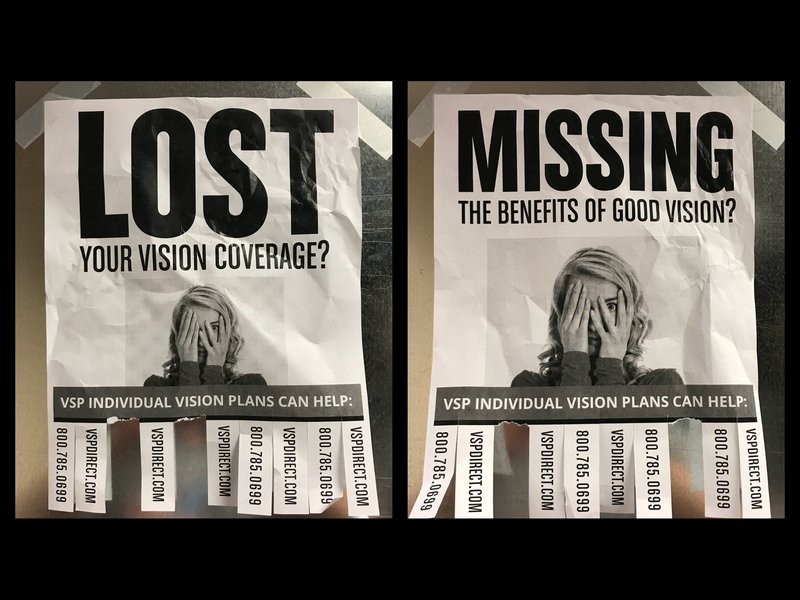 LOST
YOUR VISION COVERAGE?
VSP INDIVIDUAL VISION PLANS CAN HELP:
800.785.0699
VSPDIRECT.COM
VSPDIRECT.COM
VSPDIRECT.COM
800.785.0699
VSPDIRECT.COM
800.785.0699
VSPDIRECT.COM
MISSING
THE BENEFITS OF GOOD VISION?
VSP INDIVIDUAL VISION PLANS CAN HELP:
800.785.0699
VSPDIRECT.COM
VSPDIRECT.COM
800.785.0699
VSPDIRECT.COM
800.785.0699
800.785.0699
VSPDIRECT.COM